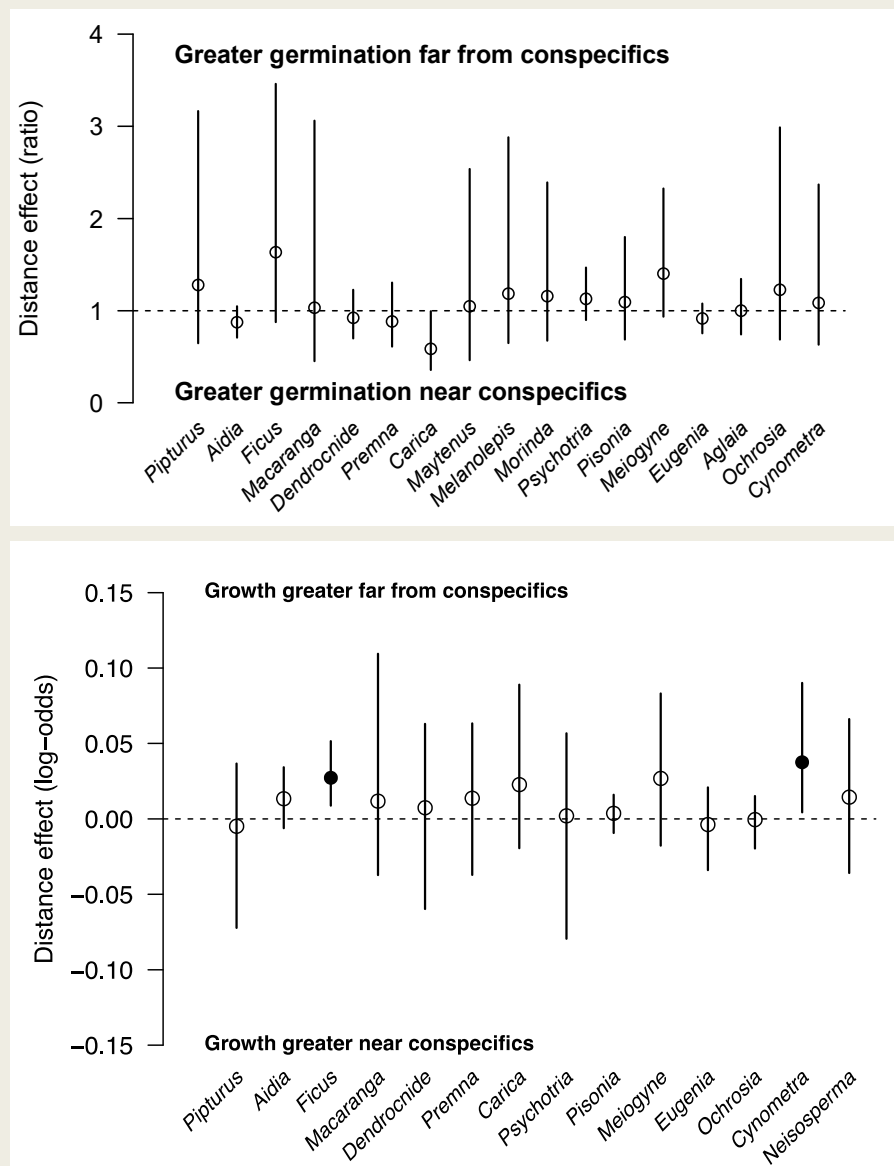 Greater germination far from conspecifics
Distance effect (ratio)
4
3
2
1
0
Greater germination near conspecifics
Pipturus
Aidia
Ficus
Macaranga
Dendrocnide
Premna
Carica
Maytenus
Melanolepis
Morinda
Psychotria
Pisonia
Meiogyne
Eugenia
Aglaia
Ochrosia
Cynometra
Growth greater far from conspecifics
Distance effect (log−odds)
0.15
0.10
0.05
0.00
−0.05
−0.10
−0.15
Growth greater near conspecifics
Pipturus
Aidia
Ficus
Macaranga
Dendrocnide
Premna
Carica
Psychotria
Pisonia
Meiogyne
Eugenia
Ochrosia
Cynometra
Neisosperma